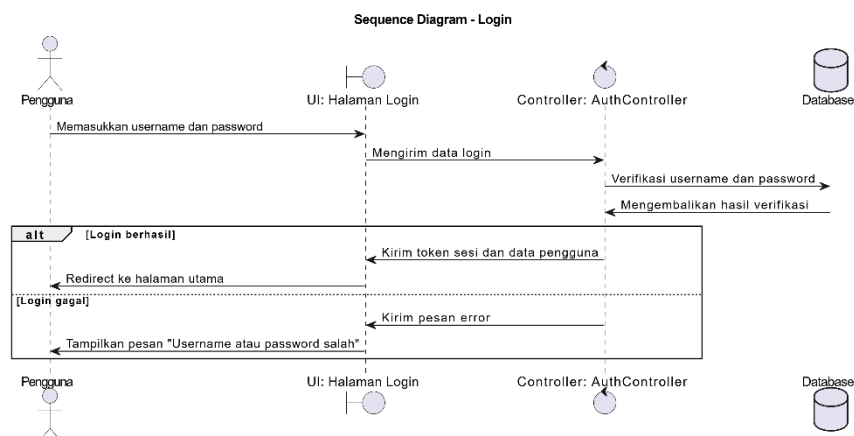 Sequence Diagram - Login
Pengguna
UI: Halaman Login
Controller: AuthController
Database
Memasukkan username dan password
Mengirim data login
Verifikasi username dan password
Mengembalikan hasil verifikasi
alt [Login berhasil]
Kirim token sesi dan data pengguna
Redirect ke halaman utama
[Login gagal]
Kirim pesan error
Tampilkan pesan "Username atau password salah"
Pengguna
UI: Halaman Login
Controller: AuthController
Database